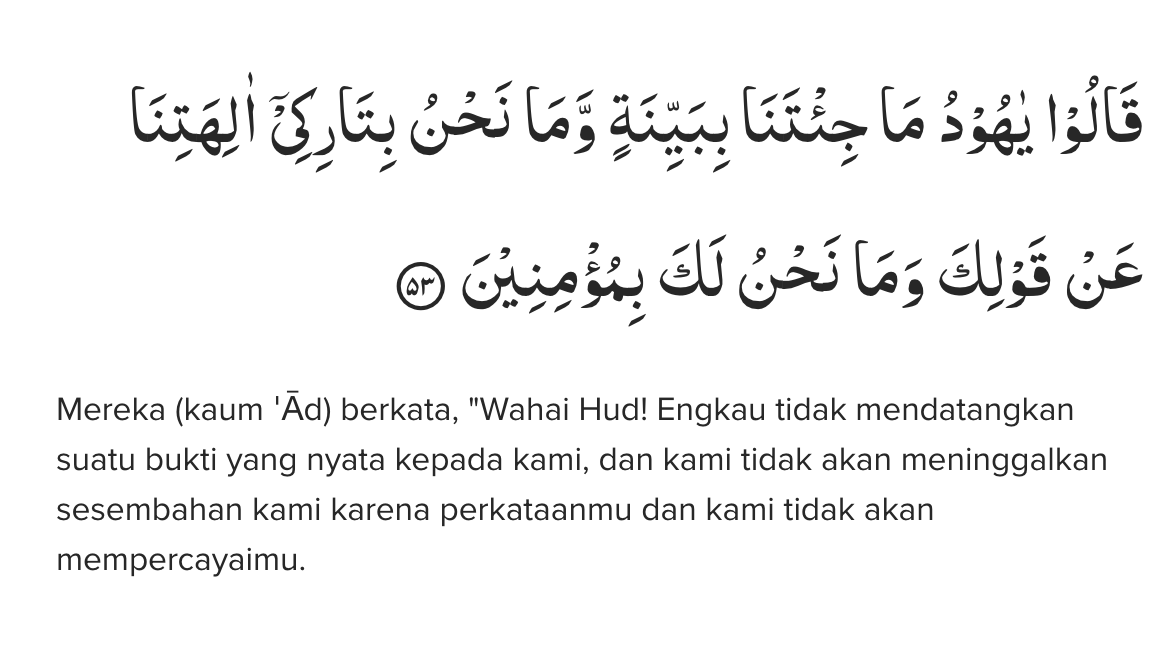 قَالُوْا يٰهُوْدُ مَا جِئْتَنَا بِبَيِّنَةٍ وَّمَا نَحْنُ بِتَارِكِيْٓ اٰلِهَتِنَا
عَنْ قَوْلِكَ وَمَا نَحْنُ لَكَ بِمُؤْمِنِيْنَ ۝٥٣
Mereka (kaum 'Ād) berkata, "Wahai Hud! Engkau tidak mendatangkan
suatu bukti yang nyata kepada kami, dan kami tidak akan meninggalkan
sesembahan kami karena perkataanmu dan kami tidak akan
mempercayaimu.